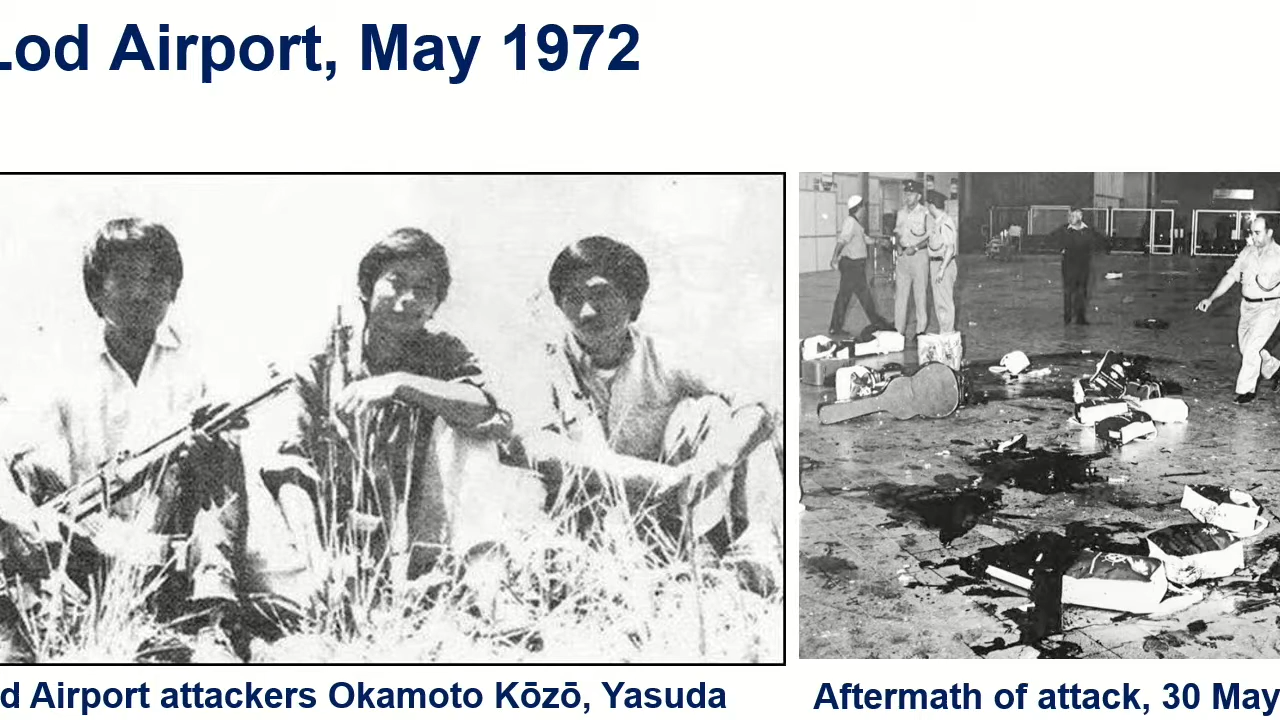 Lod Airport, May 1972
d Airport attackers Okamoto Kōzō, Yasuda
Aftermath of attack, 30 May